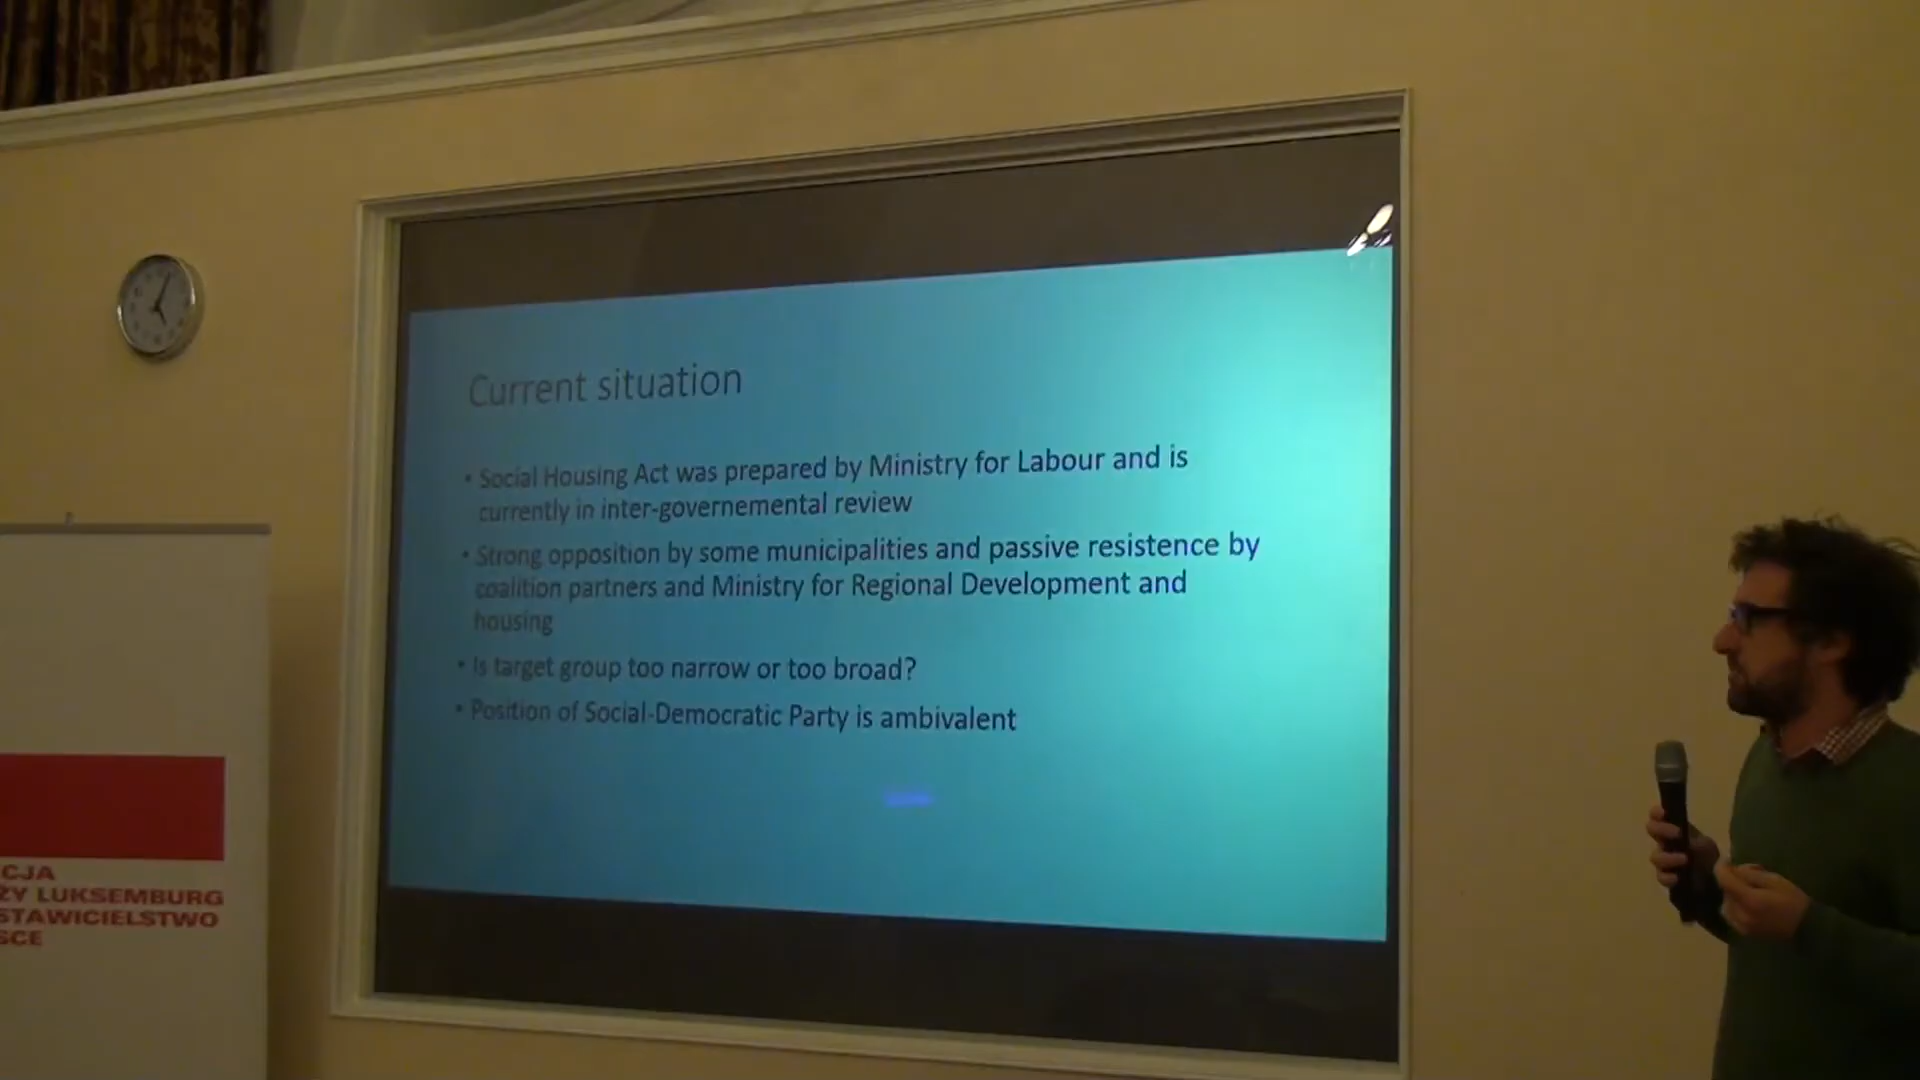 Current situation
• Social Housing Act was prepared by Ministry for Labour and is
currently in inter-governemental review
• Strong opposition by some municipalities and passive resistence by
coalition partners and Ministry for Regional Development and
housing
• Is target group too narrow or too broad?
• Position of Social-Democratic Party is ambivalent
CJA
ŻY LUKSEMBURG
STAWICIELSTWO
SCE